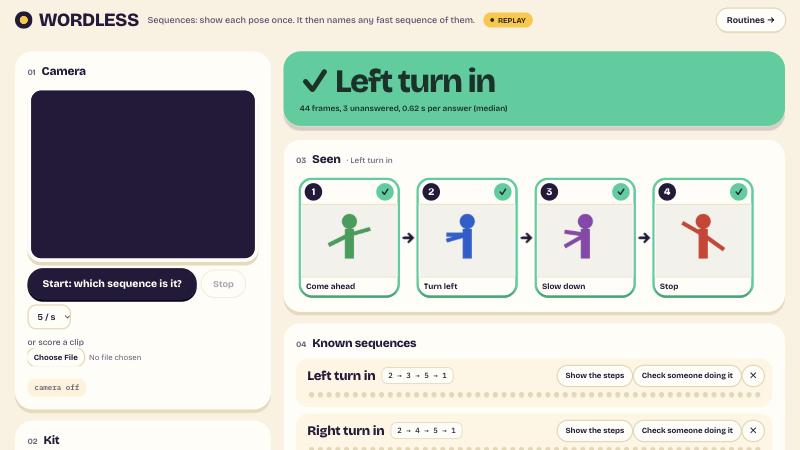 WORDLESS
Sequences: show each pose once. It then names any fast sequence of them.
REPLAY
Routines →
01 Camera
Start: which sequence is it?
Stop
5 / s
or score a clip
Choose File No file chosen
camera off
02 Kit
✓ Left turn in
44 frames, 3 unanswered, 0.62 s per answer (median)
03 Seen · Left turn in
1 ✓ → 2 ✓ → 3 ✓ → 4 ✓
Come ahead
Turn left
Slow down
Stop
04 Known sequences
Left turn in 2 → 3 → 5 → 1 Show the steps Check someone doing it ✕
Right turn in 2 → 4 → 5 → 1 Show the steps Check someone doing it ✕